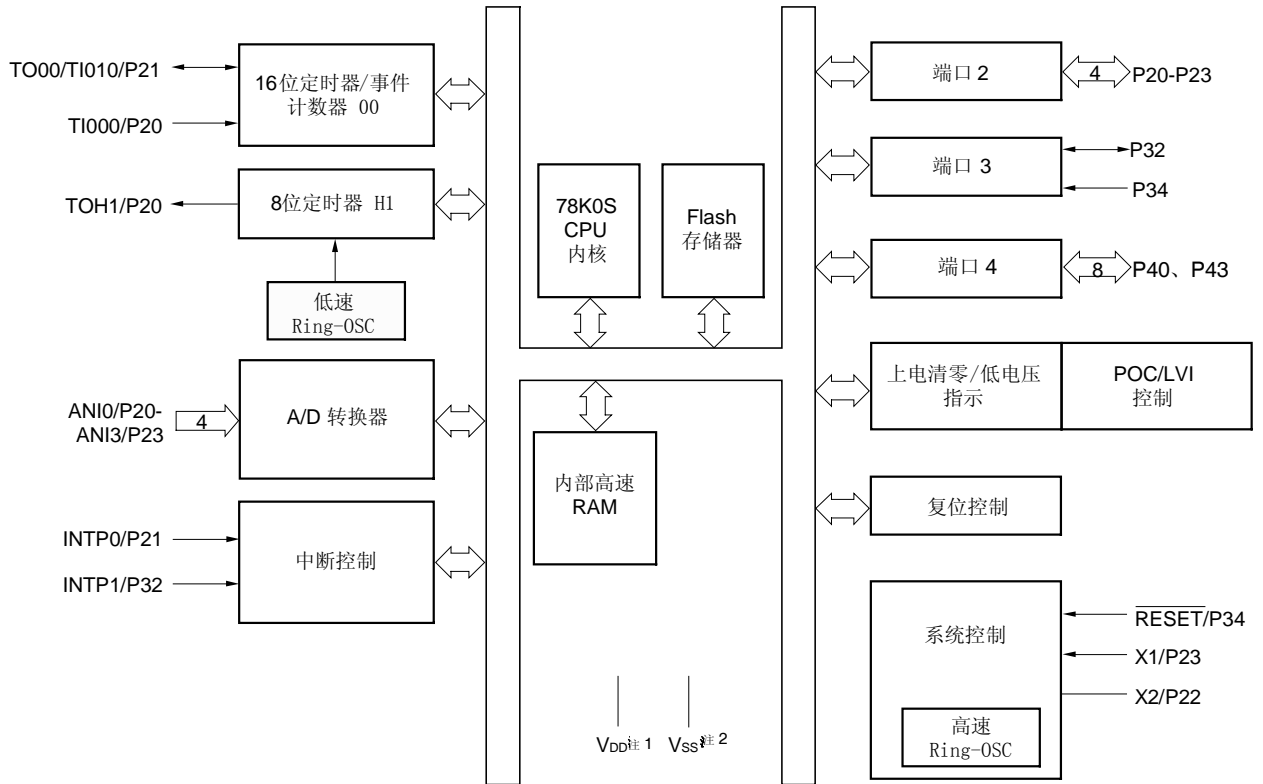 TO00/TI010/P21
TI000/P20
16位定时器/事件
计数器 00
TOH1/P20
8位定时器 H1
低速
Ring-OSC
ANI0/P20-
ANI3/P23
4
A/D 转换器
INTP0/P21
INTP1/P32
中断控制
78K0S
CPU
内核
Flash
存储器
内部高速
RAM
VDD注 1
VSS注 2
端口 2
4
P20-P23
端口 3
P32
P34
端口 4
8
P40、P43
上电清零/低电压
指示
POC/LVI
控制
复位控制
系统控制
RESET/P34
X1/P23
X2/P22
高速
Ring-OSC